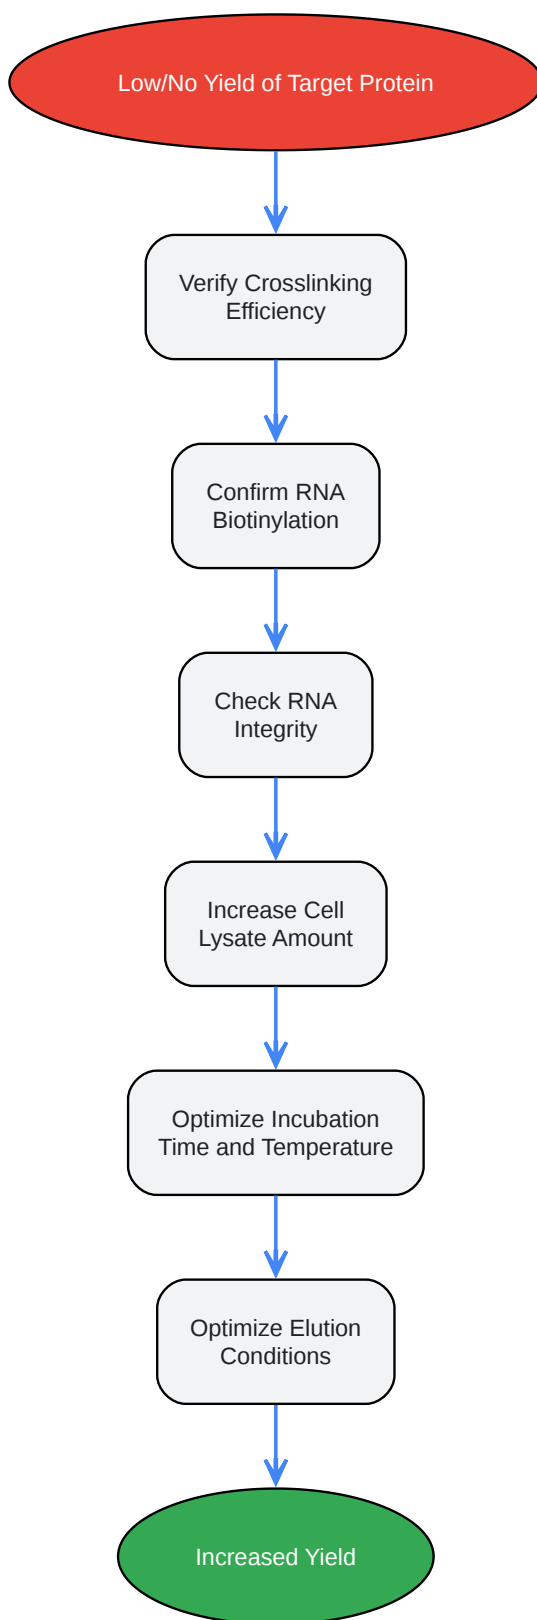 Low/No Yield of Target Protein
Verify Crosslinking
Efficiency
Confirm RNA
Biotinylation
Check RNA
Integrity
Increase Cell
Lysate Amount
Optimize Incubation
Time and Temperature
Optimize Elution
Conditions
Increased Yield